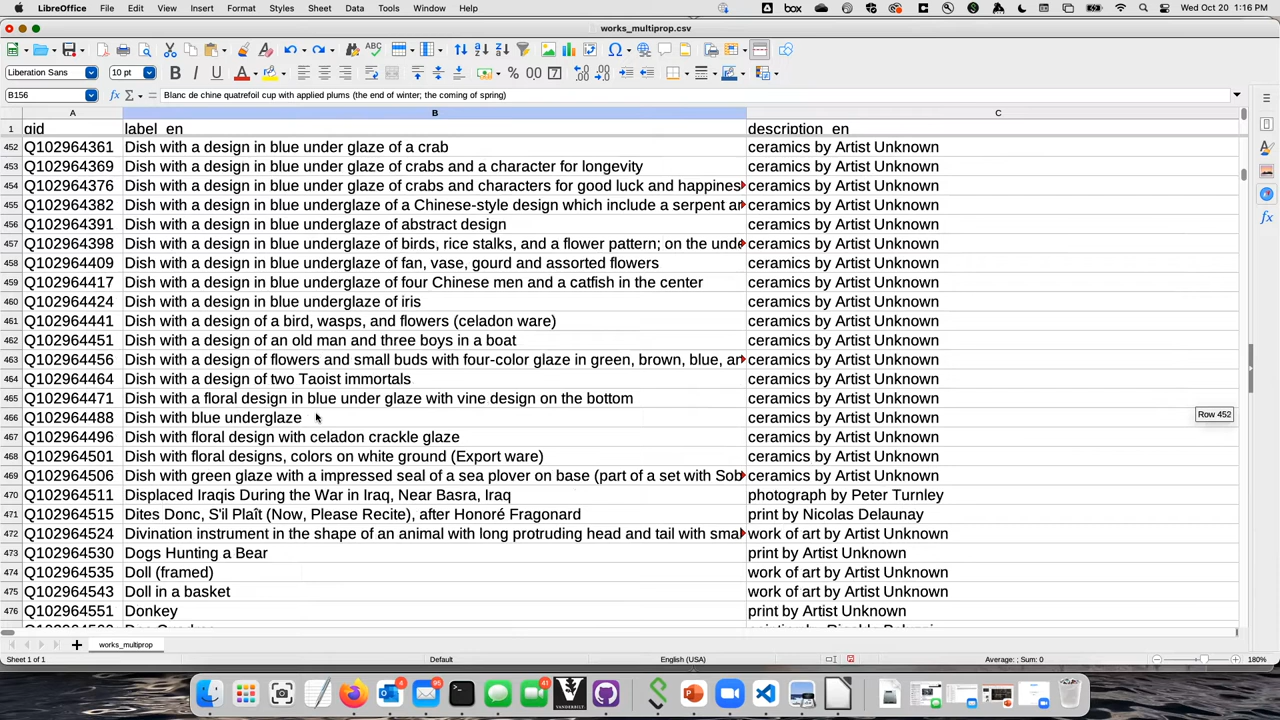 LibreOffice File Edit View Insert Format Styles Sheet Data Tools Window Help box Wed Oct 20 1:16 PM
works_multiprop.csv
Liberation Sans 10 pt
B156 Blanc de chine quatrefoil cup with applied plums (the end of winter; the coming of spring)
A B C
1 qid label_en description_en
452 Q102964361 Dish with a design in blue under glaze of a crab ceramics by Artist Unknown
453 Q102964369 Dish with a design in blue under glaze of crabs and a character for longevity ceramics by Artist Unknown
454 Q102964376 Dish with a design in blue under glaze of crabs and characters for good luck and happines ceramics by Artist Unknown
455 Q102964382 Dish with a design in blue underglaze of a Chinese-style design which include a serpent ar ceramics by Artist Unknown
456 Q102964391 Dish with a design in blue underglaze of abstract design ceramics by Artist Unknown
457 Q102964398 Dish with a design in blue underglaze of birds, rice stalks, and a flower pattern; on the unde ceramics by Artist Unknown
458 Q102964409 Dish with a design in blue underglaze of fan, vase, gourd and assorted flowers ceramics by Artist Unknown
459 Q102964417 Dish with a design in blue underglaze of four Chinese men and a catfish in the center ceramics by Artist Unknown
460 Q102964424 Dish with a design in blue underglaze of iris ceramics by Artist Unknown
461 Q102964441 Dish with a design of a bird, wasps, and flowers (celadon ware) ceramics by Artist Unknown
462 Q102964451 Dish with a design of an old man and three boys in a boat ceramics by Artist Unknown
463 Q102964456 Dish with a design of flowers and small buds with four-color glaze in green, brown, blue, ar ceramics by Artist Unknown
464 Q102964464 Dish with a design of two Taoist immortals ceramics by Artist Unknown
465 Q102964471 Dish with a floral design in blue under glaze with vine design on the bottom ceramics by Artist Unknown
466 Q102964488 Dish with blue underglaze ceramics by Artist Unknown Row 452
467 Q102964496 Dish with floral design with celadon crackle glaze ceramics by Artist Unknown
468 Q102964501 Dish with floral designs, colors on white ground (Export ware) ceramics by Artist Unknown
469 Q102964506 Dish with green glaze with a impressed seal of a sea plover on base (part of a set with Sob ceramics by Artist Unknown
470 Q102964511 Displaced Iraqis During the War in Iraq, Near Basra, Iraq photograph by Peter Turnley
471 Q102964515 Dites Donc, S'il Plaît (Now, Please Recite), after Honoré Fragonard print by Nicolas Delaunay
472 Q102964524 Divination instrument in the shape of an animal with long protruding head and tail with smal work of art by Artist Unknown
473 Q102964530 Dogs Hunting a Bear print by Artist Unknown
474 Q102964535 Doll (framed) work of art by Artist Unknown
475 Q102964543 Doll in a basket work of art by Artist Unknown
476 Q102964551 Donkey print by Artist Unknown
works_multiprop
Sheet 1 of 1 Default English (USA) Average: ; Sum: 0 180%
VANDERBILT